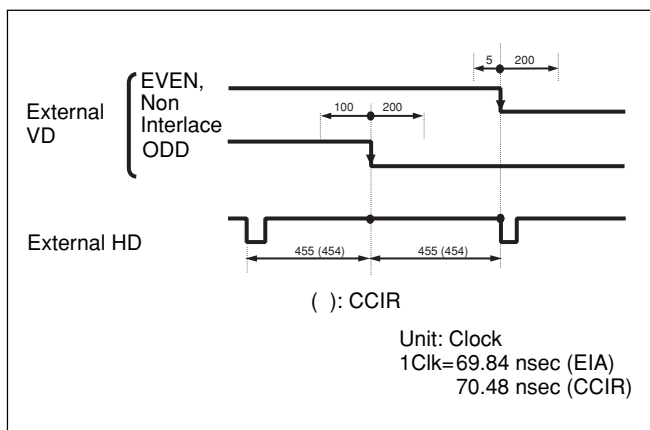 5 200
EVEN,
Non
Interlace
ODD
External
VD
100 200
External HD
455 (454) 455 (454)
( ): CCIR
Unit: Clock
1Clk=69.84 nsec (EIA)
70.48 nsec (CCIR)